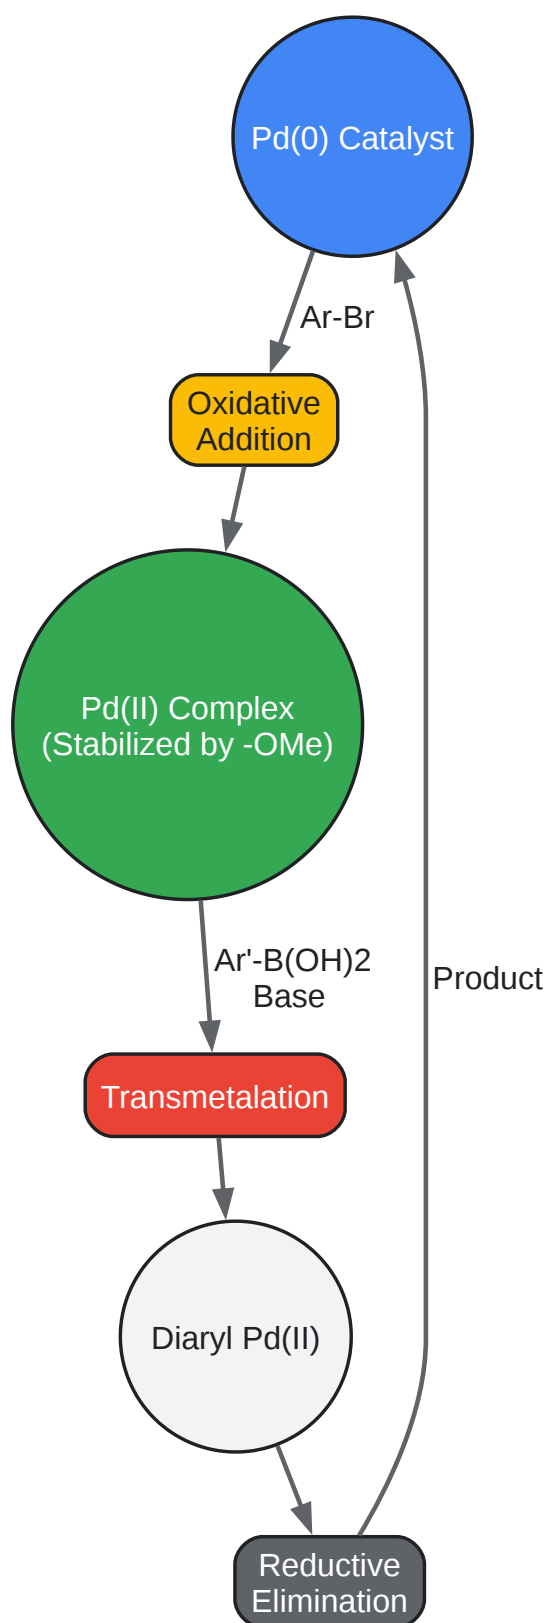 Pd(0) Catalyst
Ar-Br
Oxidative
Addition
Pd(II) Complex
(Stabilized by -OMe)
Ar'-B(OH)2
Base
Product
Transmetalation
Diaryl Pd(II)
Reductive
Elimination